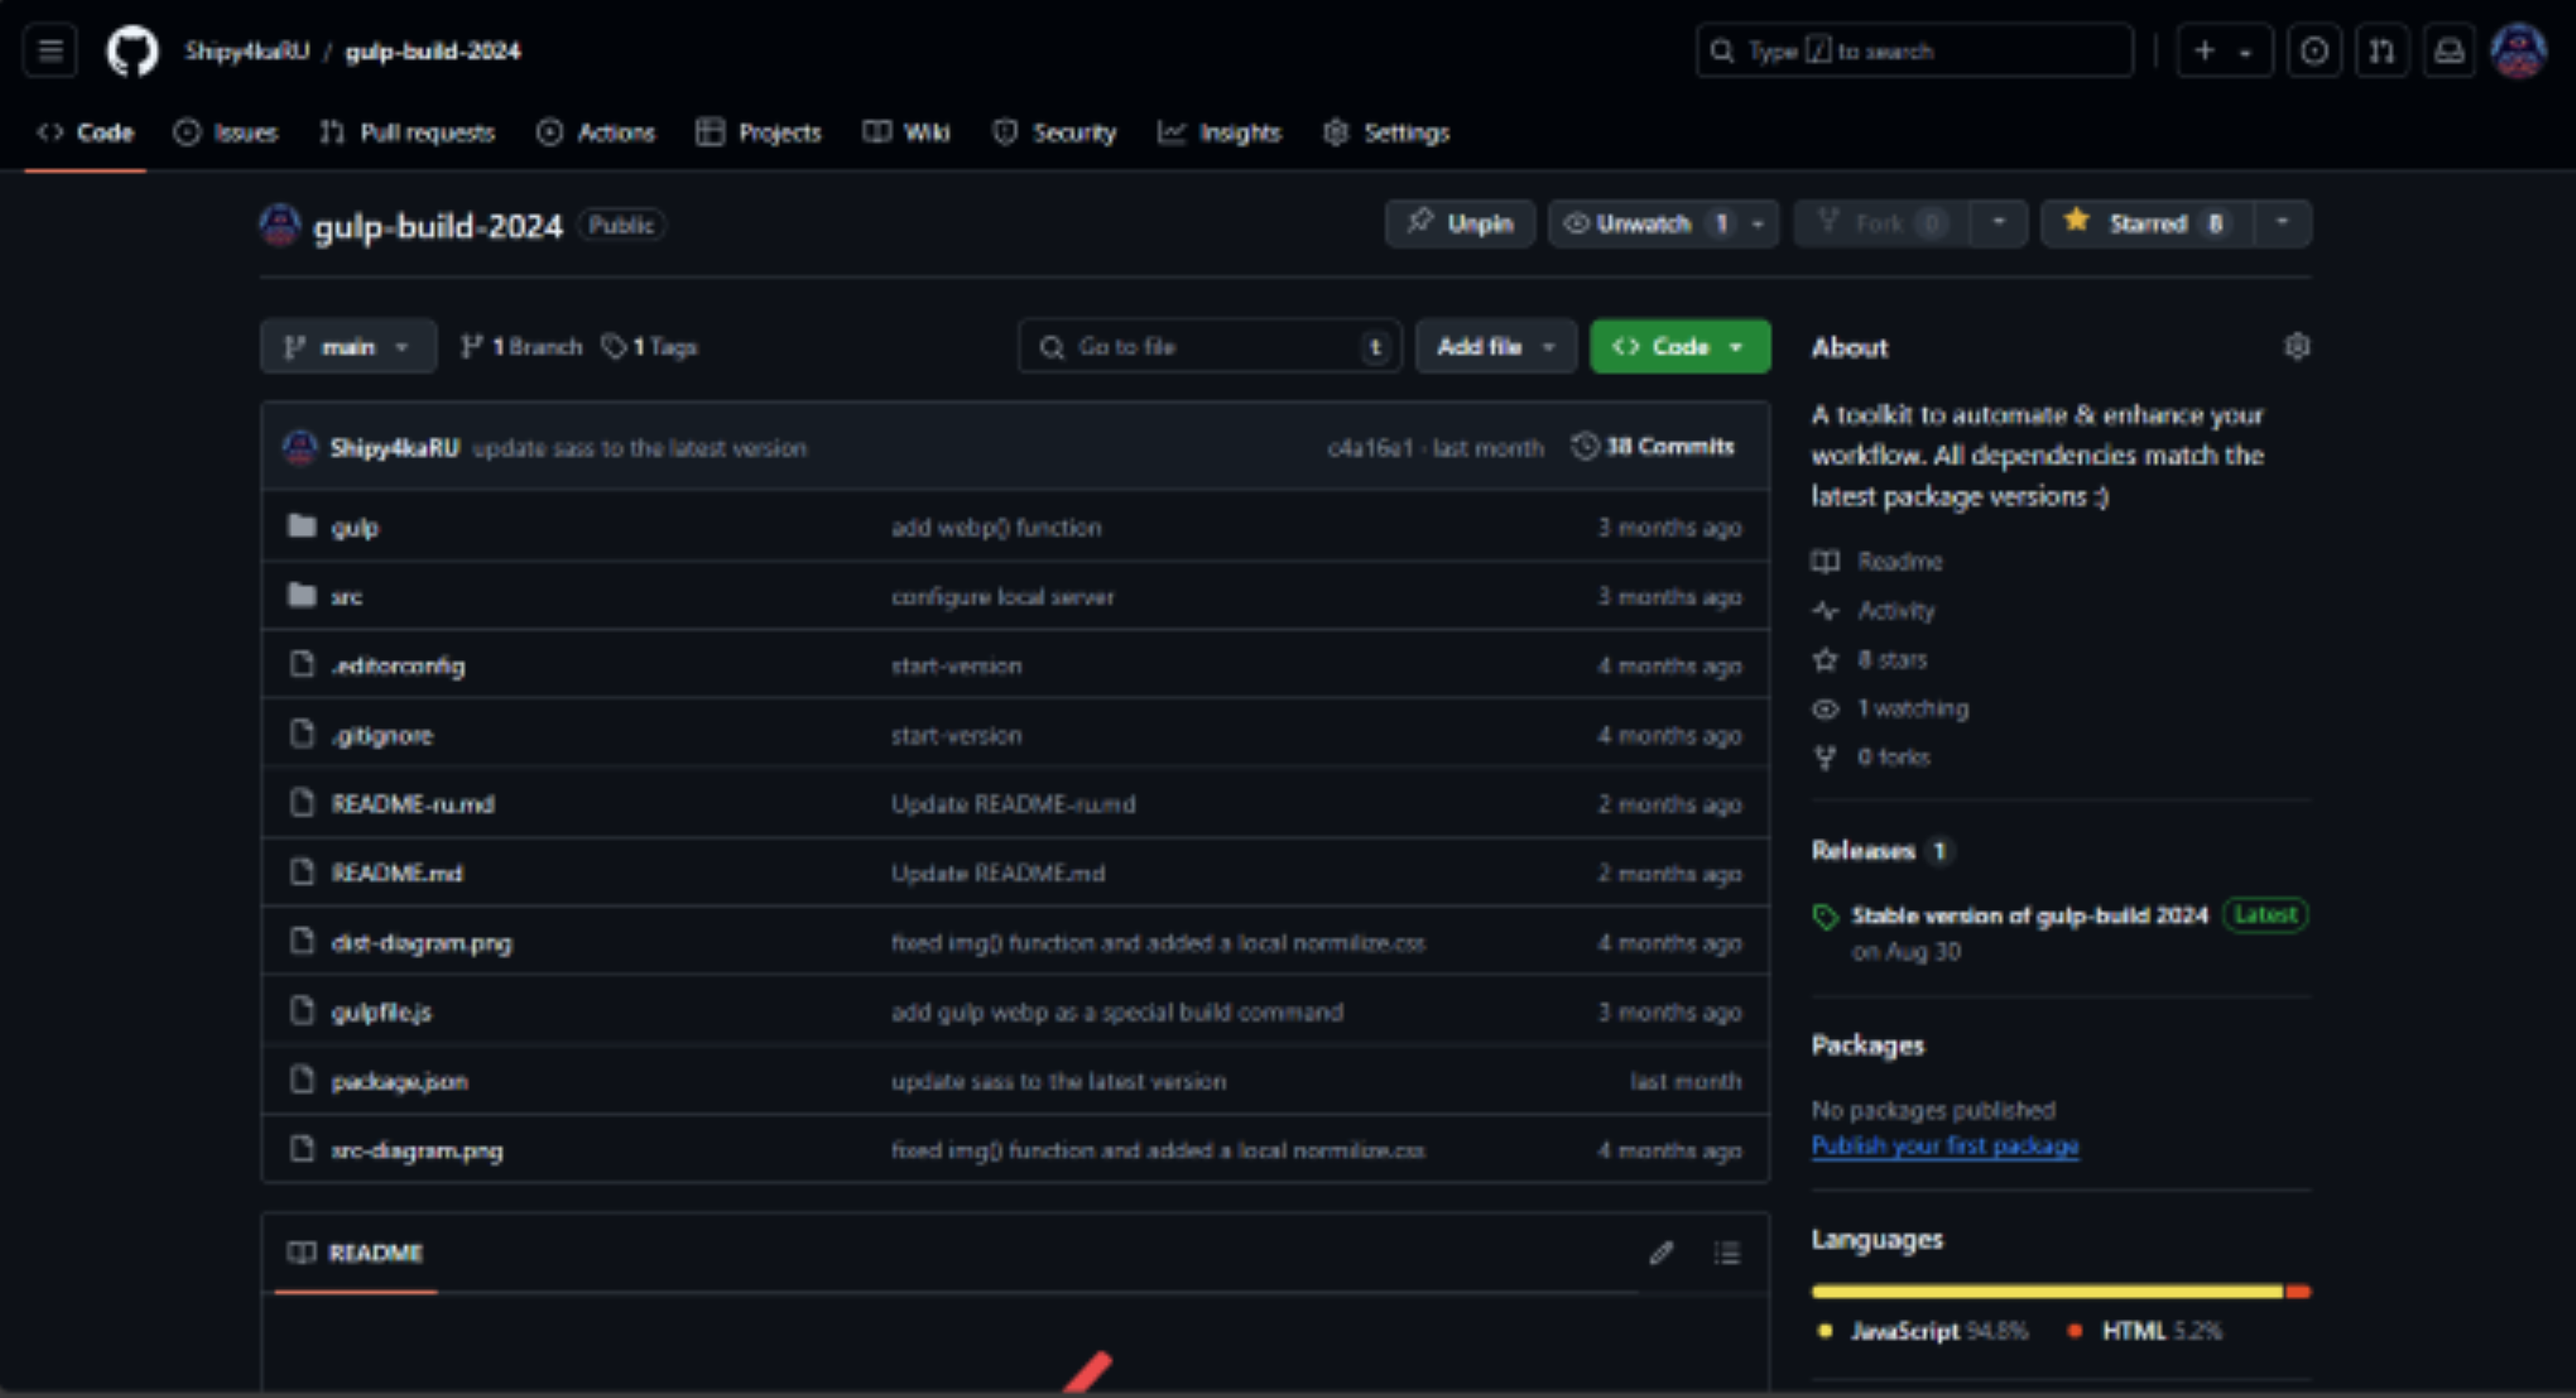 Shipy4kaRU / gulp-build-2024
Type / to search
Code Issues Pull requests Actions Projects Wiki Security Insights Settings
gulp-build-2024 Public
Unpin Unwatch 1 Fork 0 Starred 8
main 1 Branch 1 Tags
Go to file t Add file Code
Shipy4kaRU update sass to the latest version c4a16e1 · last month 38 Commits
gulp add webp() function 3 months ago
src configure local server 3 months ago
.editorconfig start-version 4 months ago
.gitignore start-version 4 months ago
README-ru.md Update README-ru.md 2 months ago
README.md Update README.md 2 months ago
dist-diagram.png fixed img() function and added a local normilize.css 4 months ago
gulpfile.js add gulp webp as a special build command 3 months ago
package.json update sass to the latest version last month
src-diagram.png fixed img() function and added a local normilize.css 4 months ago
README
About
A toolkit to automate & enhance your
workflow. All dependencies match the
latest package versions :)
Readme
Activity
8 stars
1 watching
0 forks
Releases 1
Stable version of gulp-build 2024 Latest
on Aug 30
Packages
No packages published
Publish your first package
Languages
JavaScript 94.8% HTML 5.2%